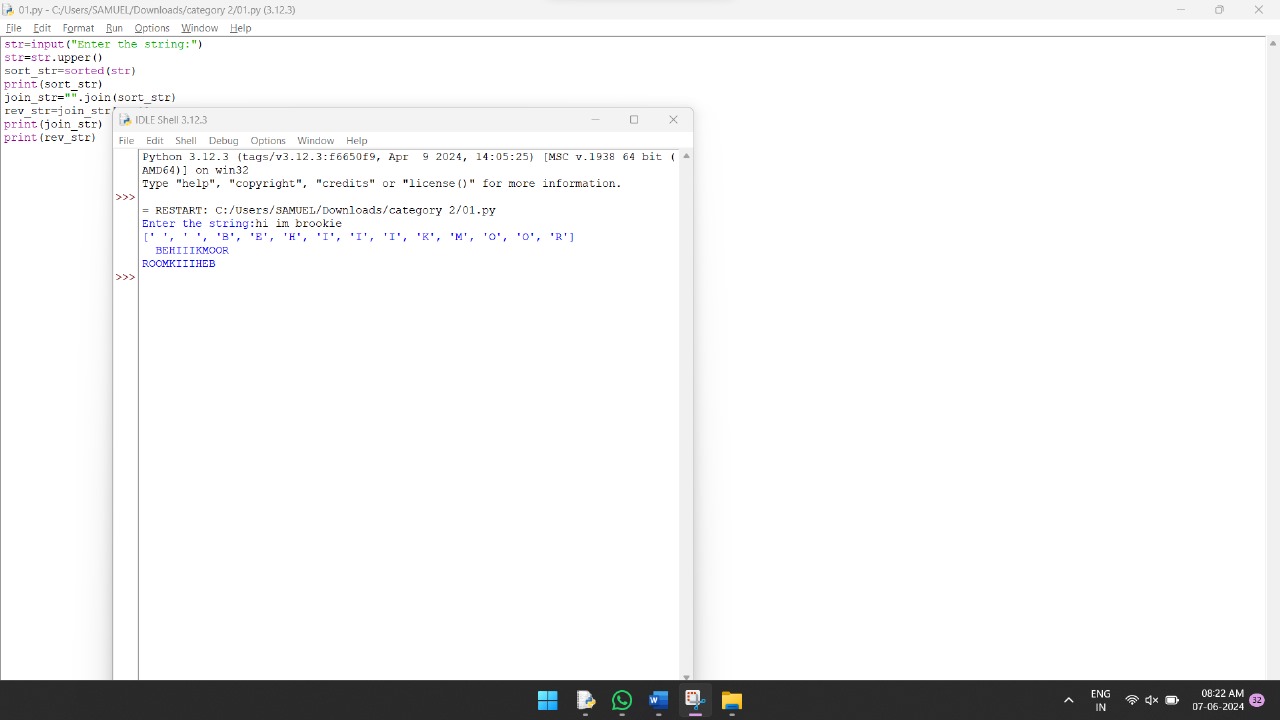 01.py - C:/Users/SAMUEL/Downloads/category 2/01.py (3.12.3)
File Edit Format Run Options Window Help
str=input("Enter the string:")
str=str.upper()
sort_str=sorted(str)
print(sort_str)
join_str="".join(sort_str)
rev_str=join_str
print(join_str)
print(rev_str)
IDLE Shell 3.12.3
File Edit Shell Debug Options Window Help
Python 3.12.3 (tags/v3.12.3:f6650f9, Apr  9 2024, 14:05:25) [MSC v.1938 64 bit (
AMD64)] on win32
Type "help", "copyright", "credits" or "license()" for more information.
>>>
= RESTART: C:/Users/SAMUEL/Downloads/category 2/01.py
Enter the string:hi im brookie
[' ', ' ', 'B', 'E', 'H', 'I', 'I', 'I', 'K', 'M', 'O', 'O', 'R']
  BEHIIIKMOOR
ROOMKIIIHEB
>>>
ENG
IN
08:22 AM
07-06-2024
32